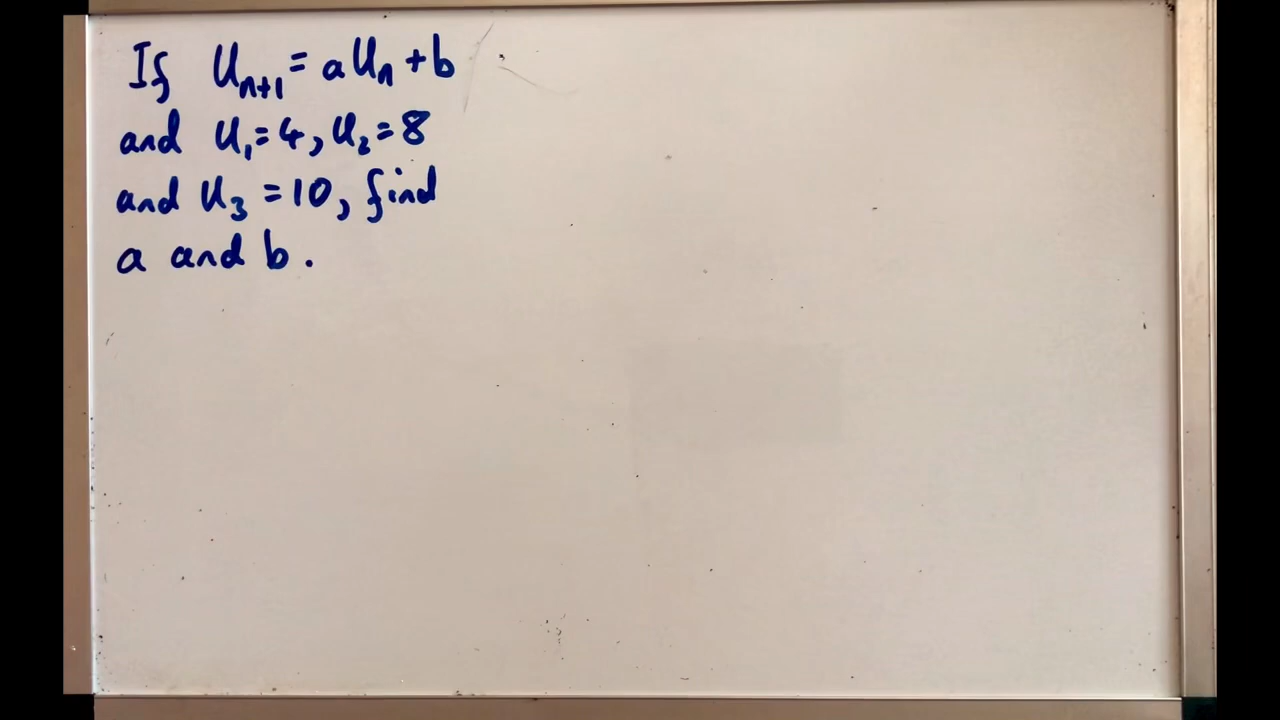 If Uₙ₊₁ = aUₙ + b
and U₁ = 4, U₂ = 8
and U₃ = 10, find
a and b.